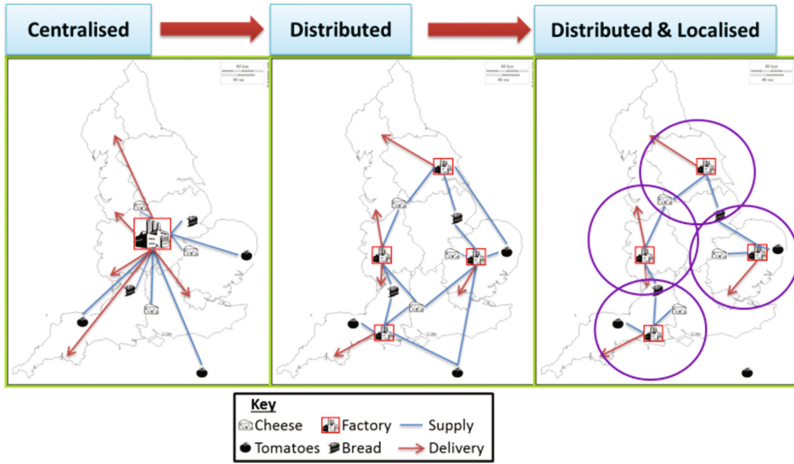 Centralised
Distributed
Distributed & Localised
Key
Cheese Factory Supply
Tomatoes Bread Delivery